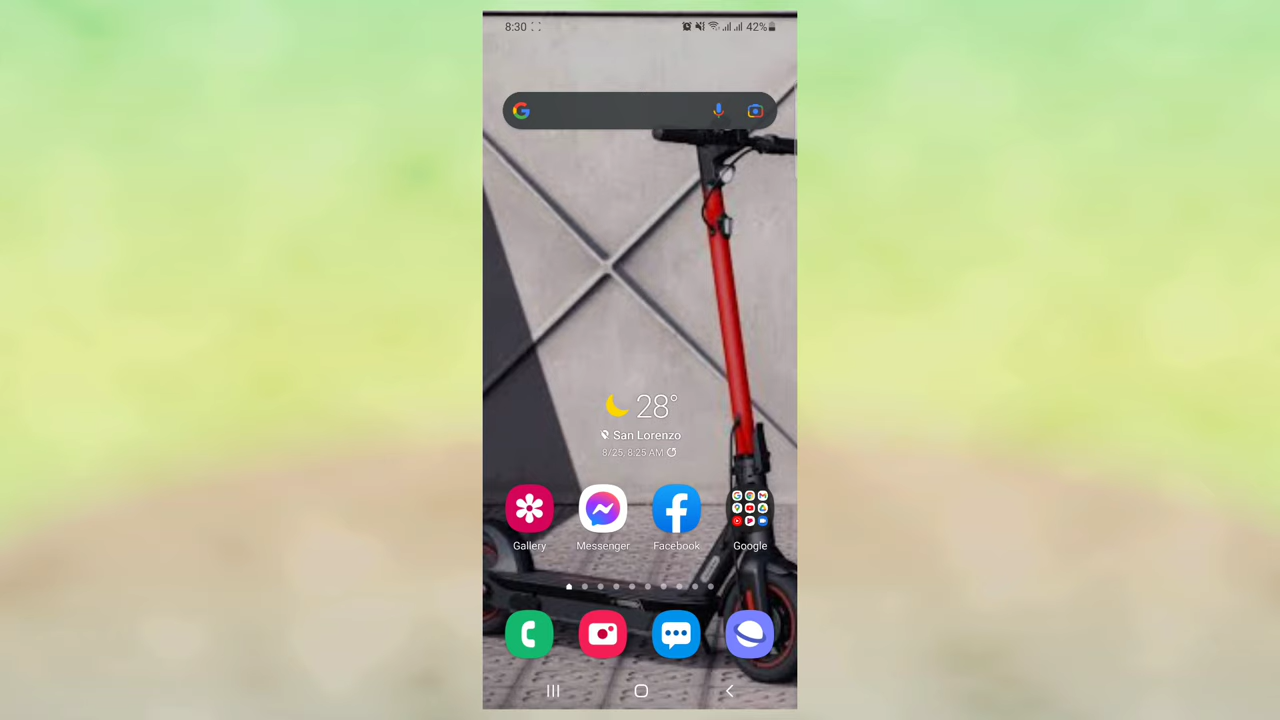 8:30
42%
28°
San Lorenzo
8/25, 8:25 AM
Gallery
Messenger
Facebook
Google